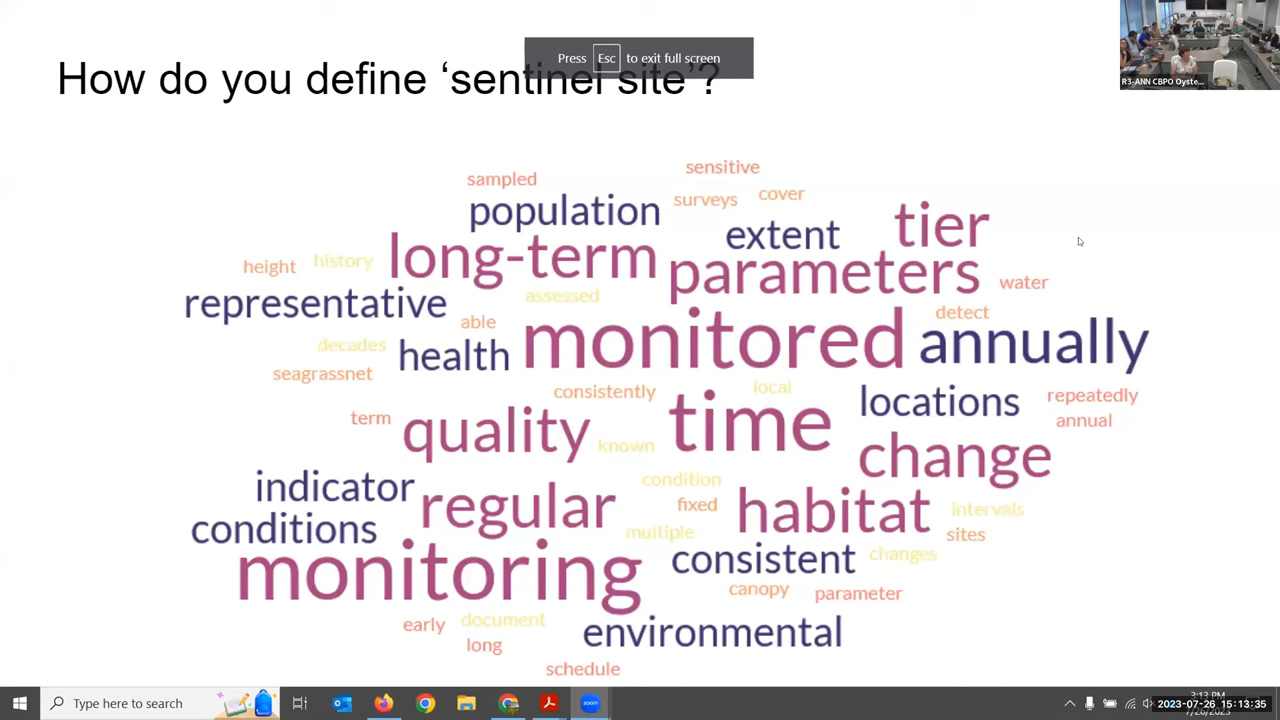 Press Esc to exit full screen
How do you define ‘sentinel site’?
R3-ANN CBPO Oyste...
sensitive
sampled
surveys cover
population
tier
extent
long-term
parameters
height history
water
representative
assessed
able
detect
monitored
annually
decades
health
seagrassnet
consistently
local
locations
repeatedly
term
annual
quality
time
known
change
condition
indicator
fixed
regular
habitat
intervals
conditions
multiple
sites
consistent
changes
monitoring
canopy
parameter
early
document
long
environmental
schedule
Type here to search
3:13 PM
2023-07-26 15:13:35